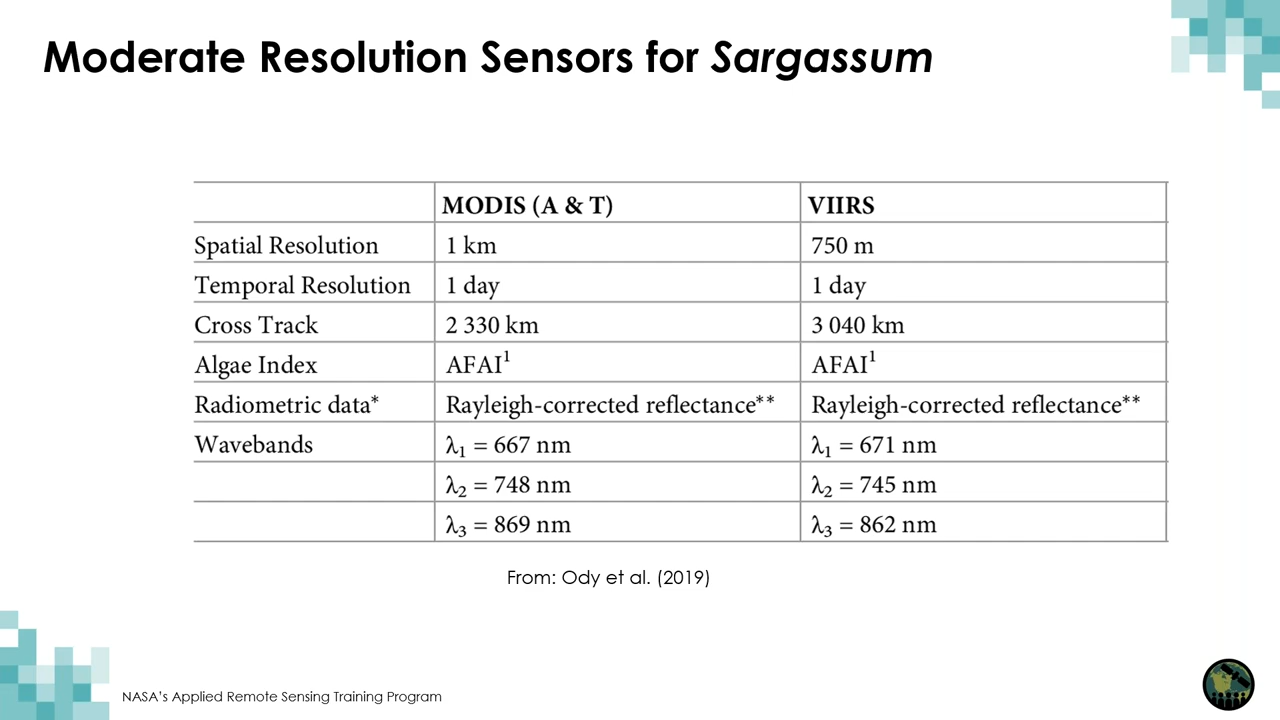 Moderate Resolution Sensors for Sargassum
MODIS (A & T) VIIRS
Spatial Resolution 1 km 750 m
Temporal Resolution 1 day 1 day
Cross Track 2 330 km 3 040 km
Algae Index AFAI¹ AFAI¹
Radiometric data* Rayleigh-corrected reflectance** Rayleigh-corrected reflectance**
Wavebands λ₁ = 667 nm λ₁ = 671 nm
λ₂ = 748 nm λ₂ = 745 nm
λ₃ = 869 nm λ₃ = 862 nm
From: Ody et al. (2019)
NASA’s Applied Remote Sensing Training Program